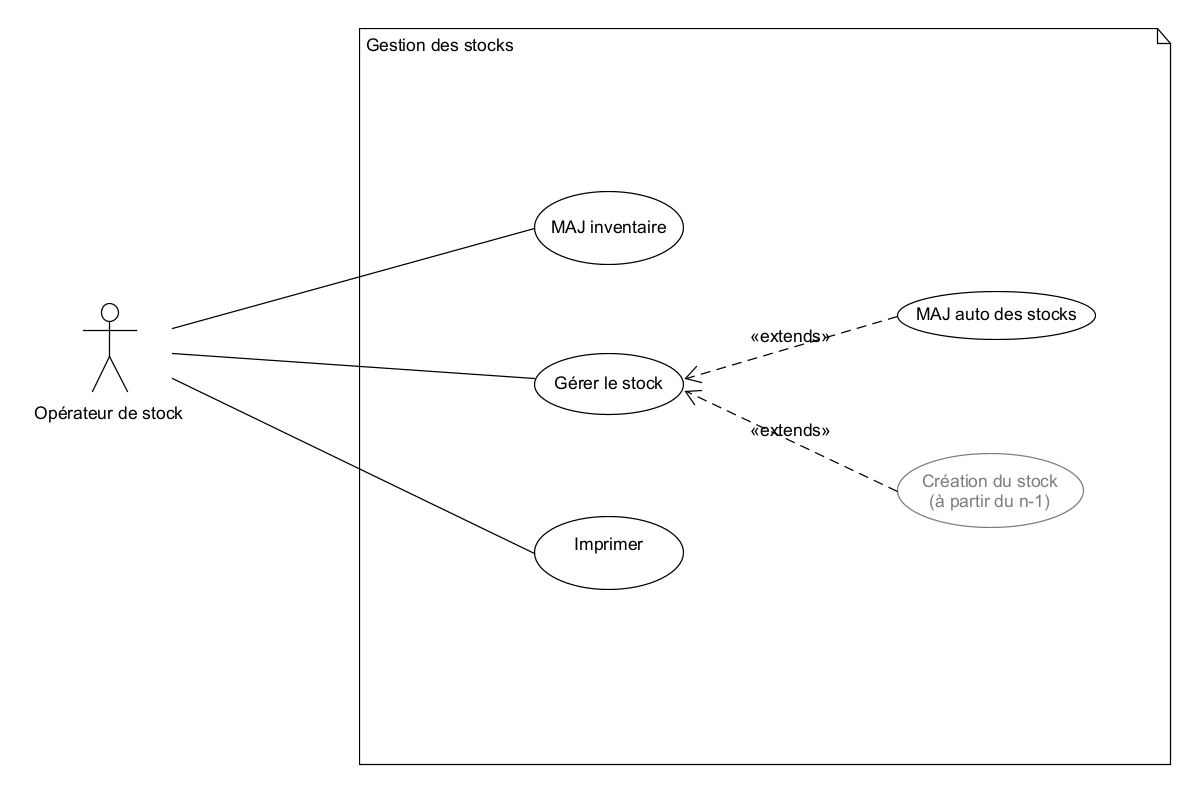 Gestion des stocks
MAJ inventaire
MAJ auto des stocks
«extends»
Gérer le stock
Opérateur de stock
«extends»
Création du stock
(à partir du n-1)
Imprimer